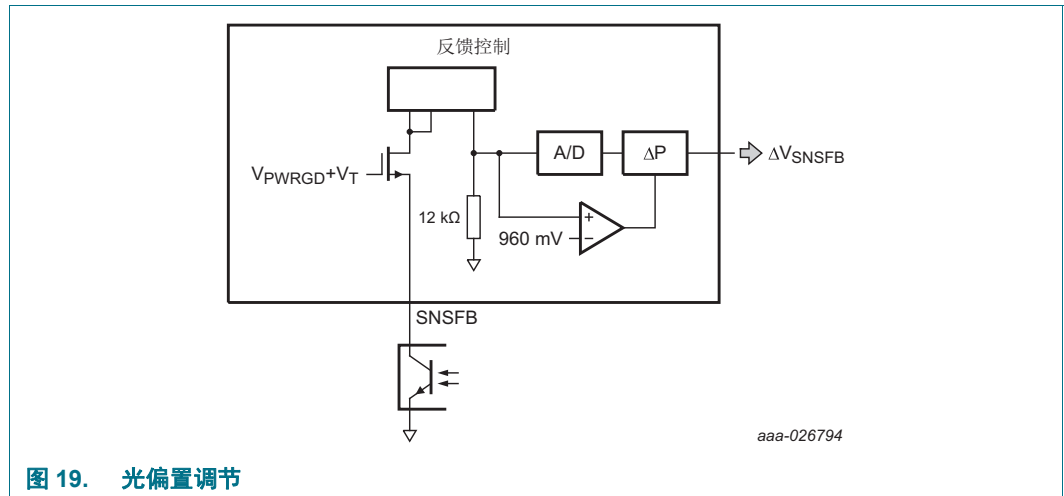 反馈控制
A/D
ΔP
ΔVSNSFB
VPWRGD+VT
12 kΩ
960 mV
+
−
SNSFB
aaa-026794
图 19. 光偏置调节